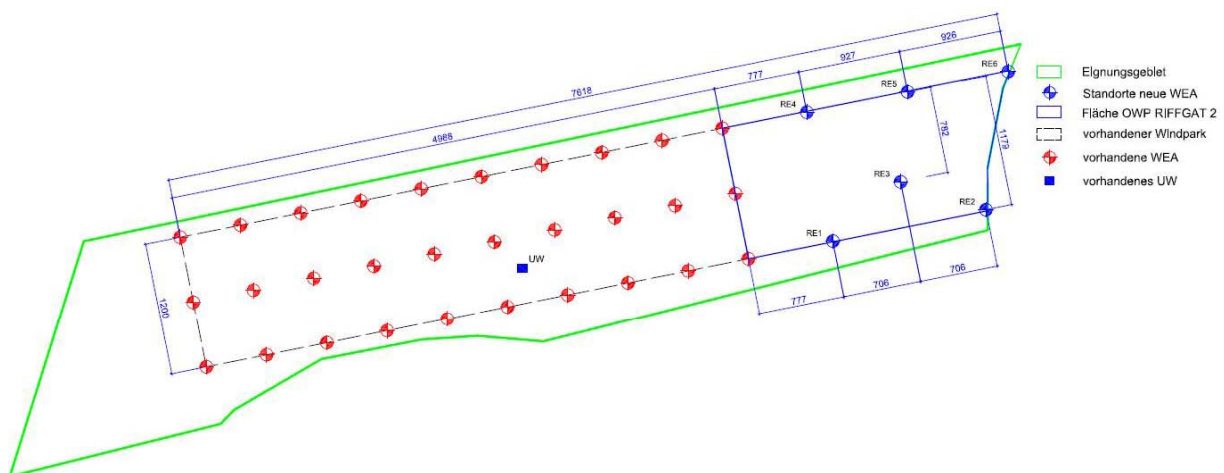 926
927
777
7618
4988
RE6
RE5
RE4
782
1179
RE3
RE2
RE1
UW
1200
777
706
706
Eignungsgebiet
Standorte neue WEA
Fläche OWP RIFFGAT 2
vorhandener Windpark
vorhandene WEA
vorhandenes UW